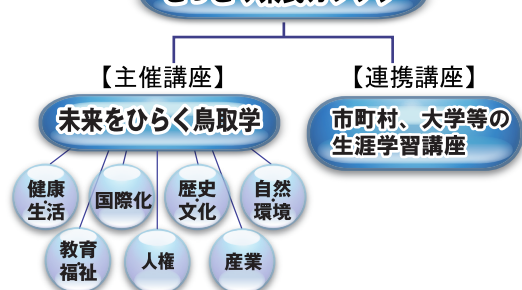 【主催講座】
【連携講座】
未来をひらく鳥取学
市町村、大学等の
生涯学習講座
健康・生活
国際化
歴史・文化
自然・環境
教育・福祉
人権
産業